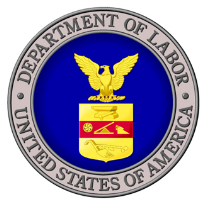 DEPARTMENT OF LABOR
UNITED STATES OF AMERICA